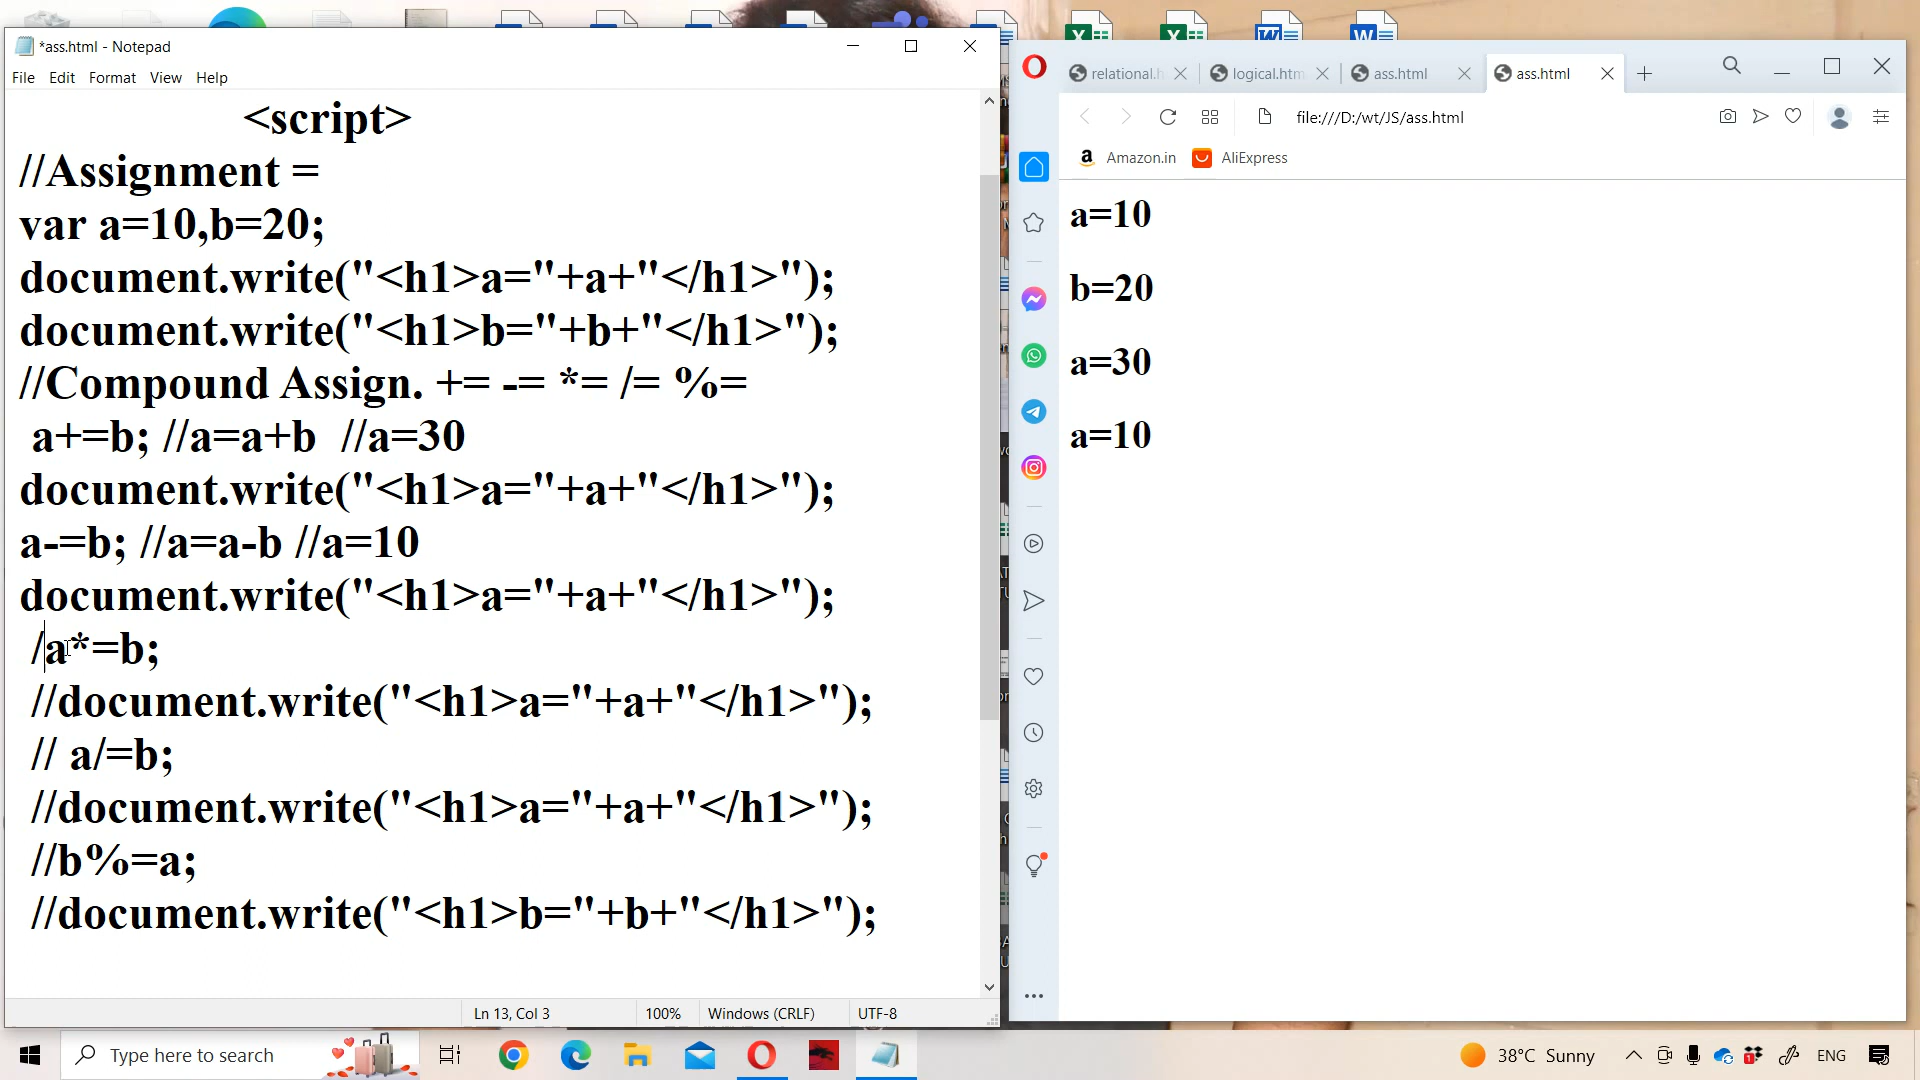 *ass.html - Notepad
File Edit Format View Help
<script>
//Assignment =
var a=10,b=20;
document.write("<h1>a="+a+"</h1>");
document.write("<h1>b="+b+"</h1>");
//Compound Assign. += -= *= /= %=
a+=b; //a=a+b //a=30
document.write("<h1>a="+a+"</h1>");
a-=b; //a=a-b //a=10
document.write("<h1>a="+a+"</h1>");
/a*=b;
//document.write("<h1>a="+a+"</h1>");
// a/=b;
//document.write("<h1>a="+a+"</h1>");
//b%=a;
//document.write("<h1>b="+b+"</h1>");
Ln 13, Col 3 100% Windows (CRLF) UTF-8
relational.h logical.htm ass.html ass.html
file:///D:/wt/JS/ass.html
Amazon.in AliExpress
a=10
b=20
a=30
a=10
Type here to search
38°C Sunny ENG